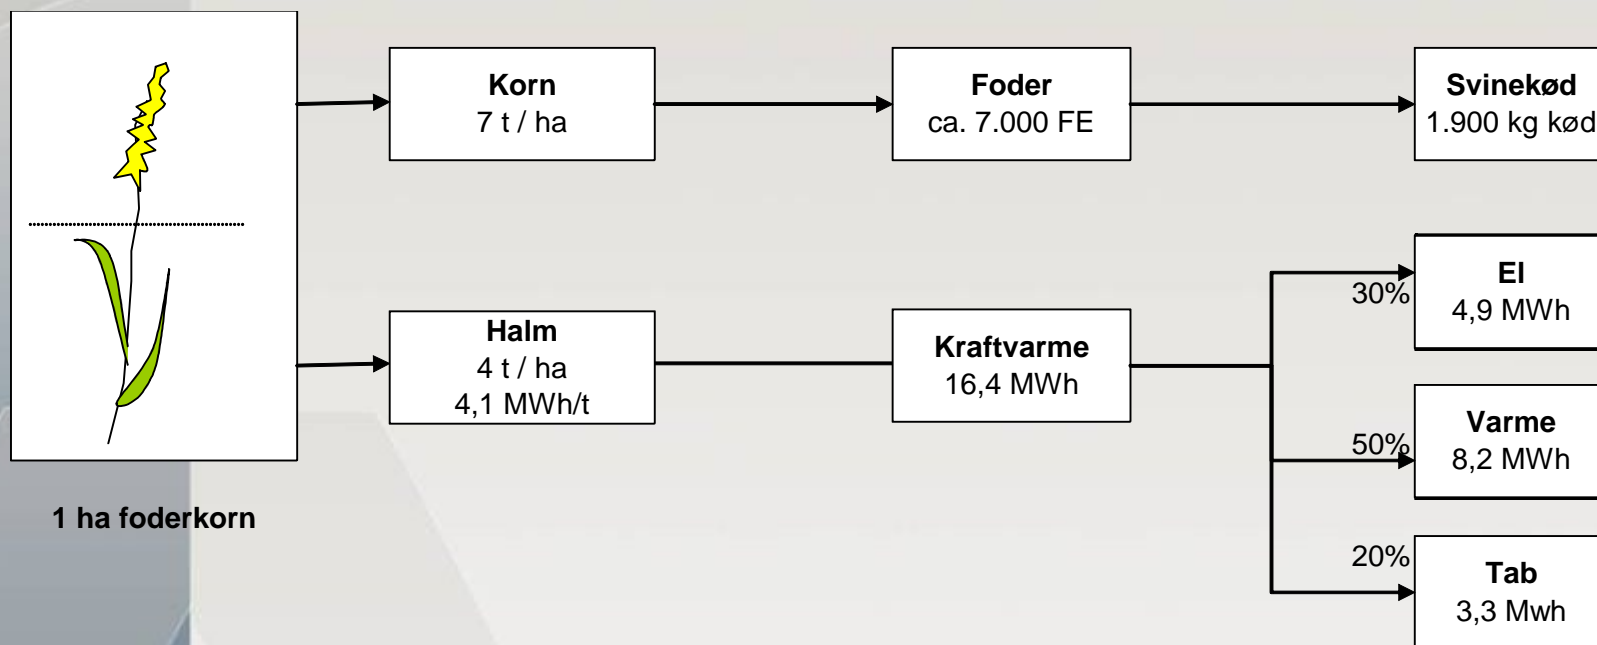 Korn
7 t / ha
Foder
ca. 7.000 FE
Svinekød
1.900 kg kød
Halm
4 t / ha
4,1 MWh/t
Kraftvarme
16,4 MWh
30%
El
4,9 MWh
50%
Varme
8,2 MWh
20%
Tab
3,3 Mwh
1 ha foderkorn